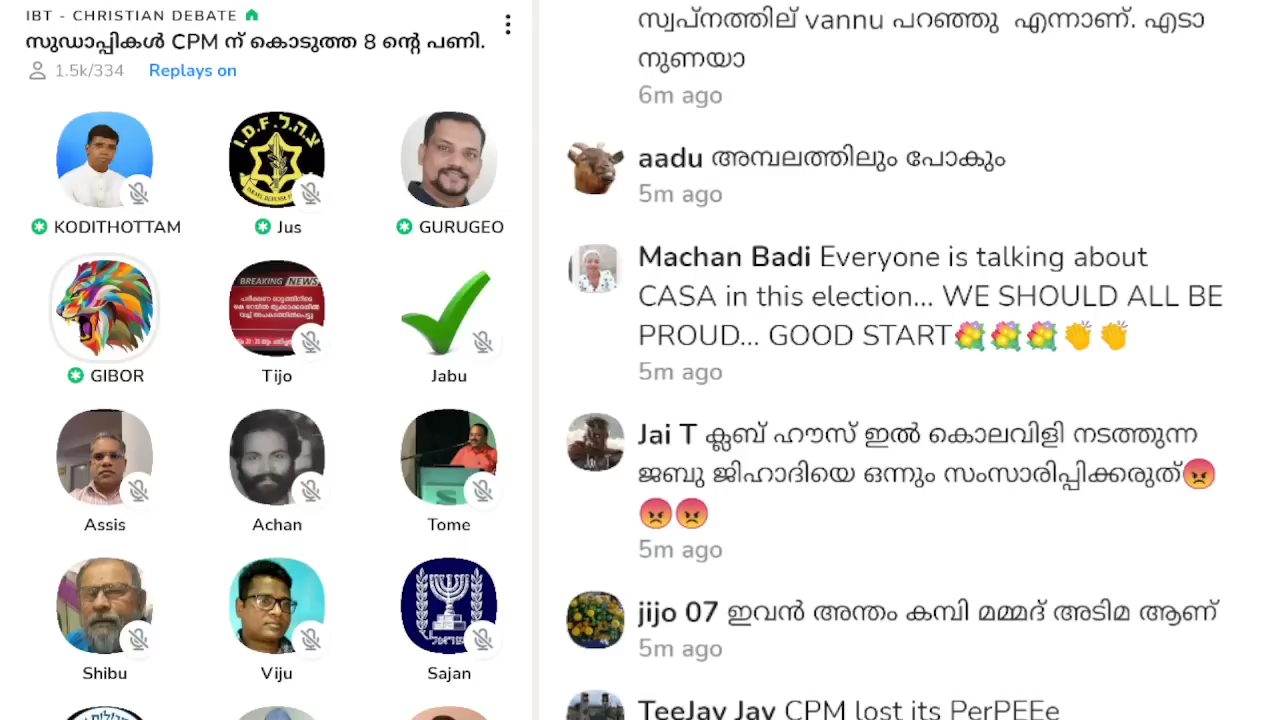 IBT - CHRISTIAN DEBATE
സുഡാപ്പികൾ CPM ന് കൊടുത്ത 8 ന്റെ പണി.
1.5k/334 Replays on
צ.ה.ל-I.D.F.
KODITHOTTAM Jus GURUGEO
BREAKING NEWS
GIBOR Tijo Jabu
Assis Achan Tome
Shibu Viju Sajan
സ്വപ്നത്തില് vannu പറഞ്ഞു എന്നാണ്. എടാ
നുണയാ
6m ago
aadu അമ്പലത്തിലും പോകും
5m ago
Machan Badi Everyone is talking about
CASA in this election... WE SHOULD ALL BE
PROUD... GOOD START💐💐💐👏👏
5m ago
Jai T ക്ലബ് ഹൗസ് ഇൽ കൊലവിളി നടത്തുന്ന
ജബു ജിഹാദിയെ ഒന്നും സംസാരിപ്പിക്കരുത്😡
😡😡
5m ago
jijo 07 ഇവൻ അന്തം കമ്പി മമ്മദ് അടിമ ആണ്
5m ago
TeeJay Jay CPM lost its PerPEEe